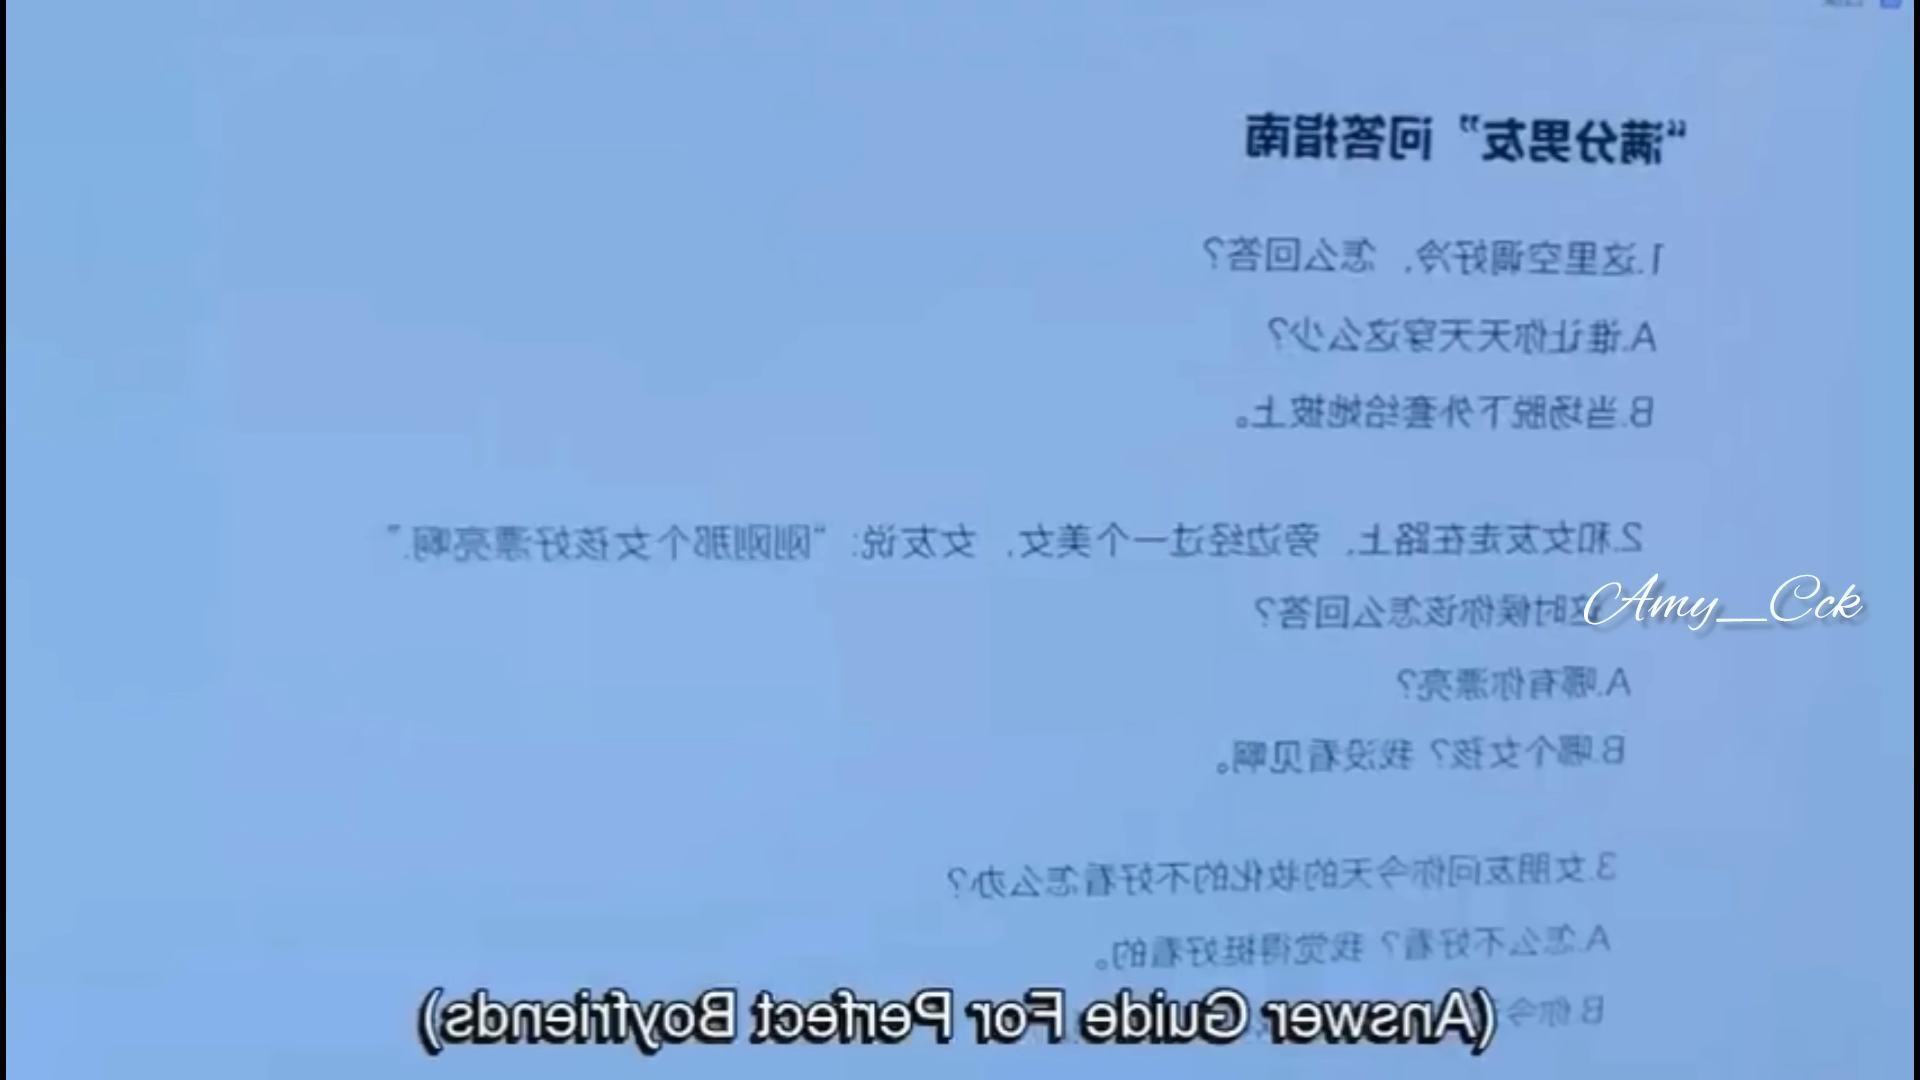 “满分男友”问答指南
1.这里空调好冷，怎么回答？
A.谁让你天天穿这么少？
B.当场脱下外套给她披上。
2.和女友走在路上，旁边经过一个美女，女友说：“刚刚那个女孩好漂亮啊.”
这时候你该怎么回答？
Amy__Cck
A.哪有你漂亮？
B.哪个女孩？我没看见啊。
3.女朋友问你今天的妆化的不好看怎么办？
A.怎么不好看？我觉得挺好看的。
B你今
(Answer Guide For Perfect Boyfriends)